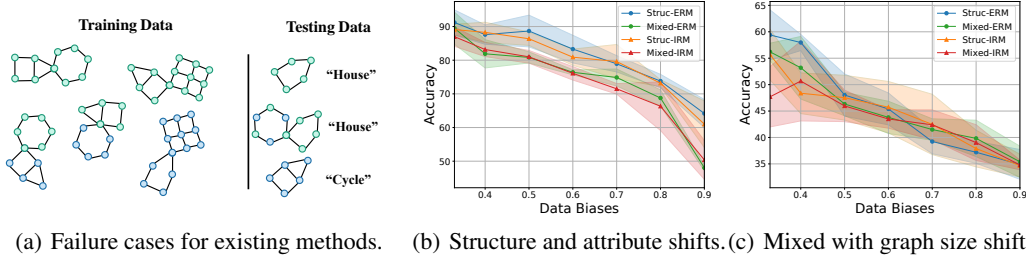 Training Data
Testing Data
"House"
"House"
"Cycle"
(a) Failure cases for existing methods.
Accuracy
90
80
70
60
50
0.4 0.5 0.6 0.7 0.8 0.9
Data Biases
Struc-ERM
Mixed-ERM
Struc-IRM
Mixed-IRM
(b) Structure and attribute shifts.
Accuracy
65
60
55
50
45
40
35
0.4 0.5 0.6 0.7 0.8 0.9
Data Biases
Struc-ERM
Mixed-ERM
Struc-IRM
Mixed-IRM
(c) Mixed with graph size shift